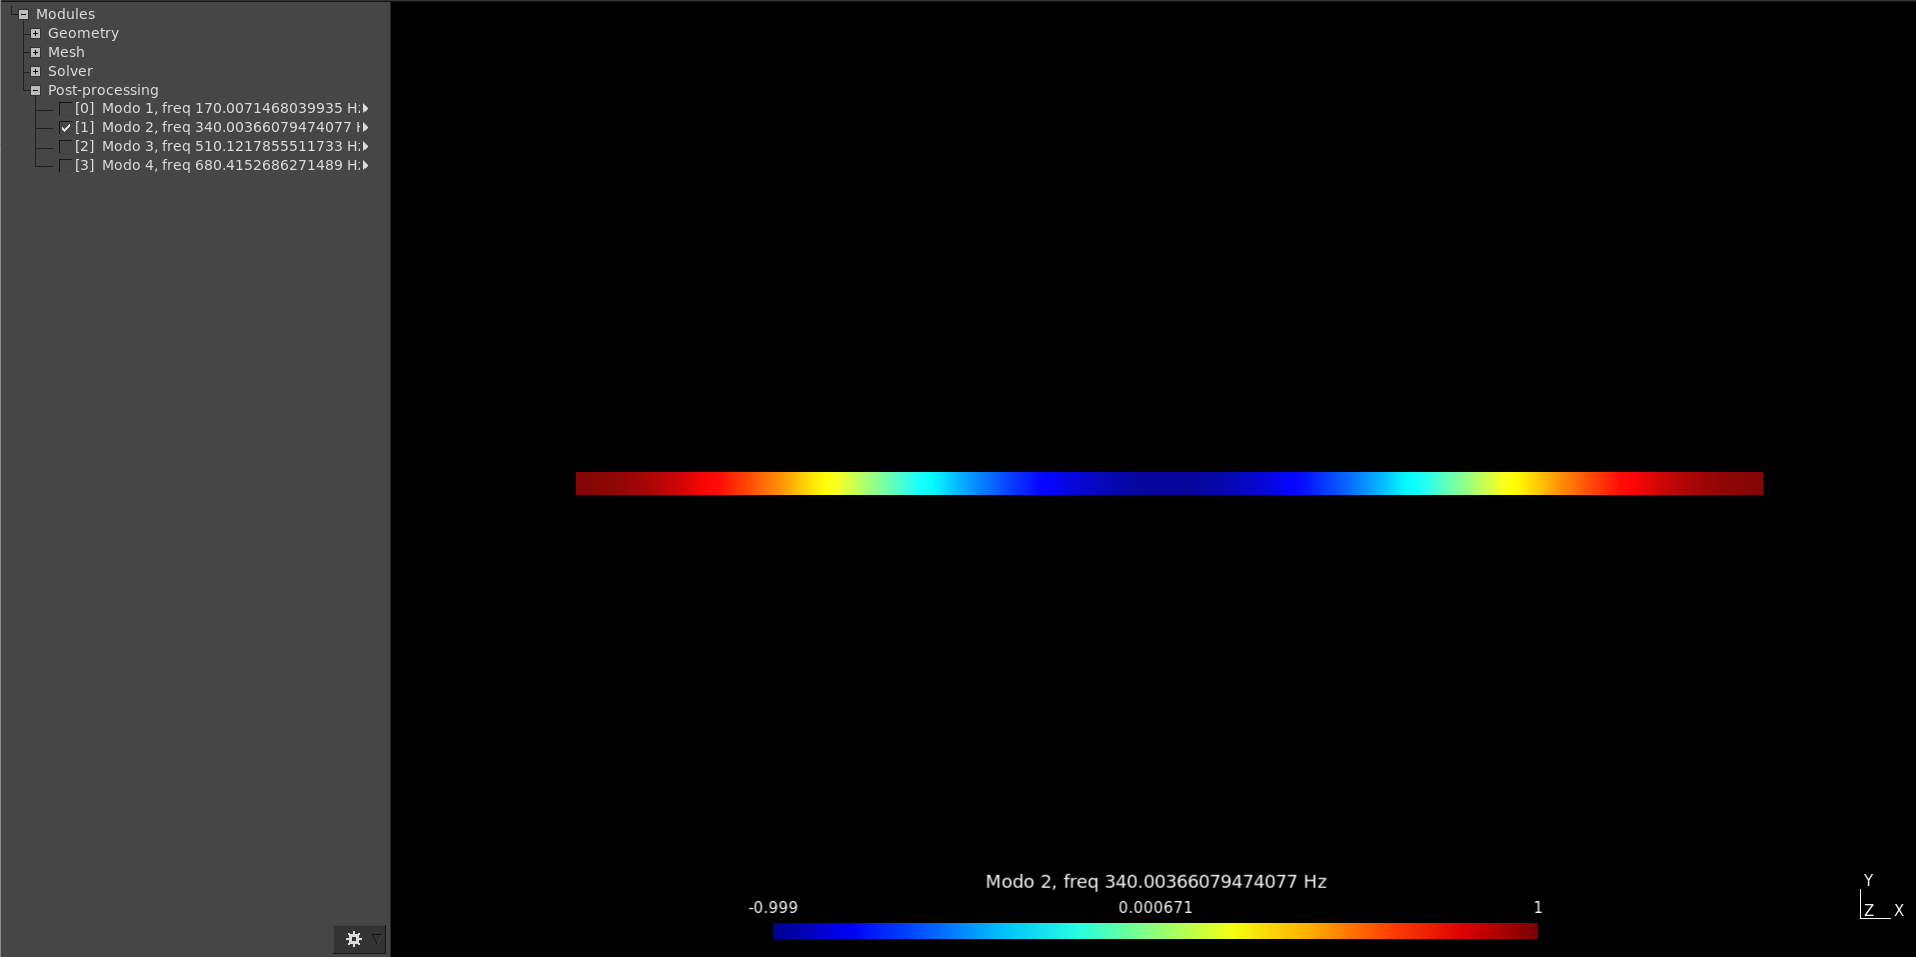 Modules
Geometry
Mesh
Solver
Post-processing
[0] Modo 1, freq 170.0071468039935 H
[1] Modo 2, freq 340.00366079474077
[2] Modo 3, freq 510.1217855511733 H
[3] Modo 4, freq 680.4152686271489 H
Modo 2, freq 340.00366079474077 Hz
-0.999 0.000671 1
Y
Z X